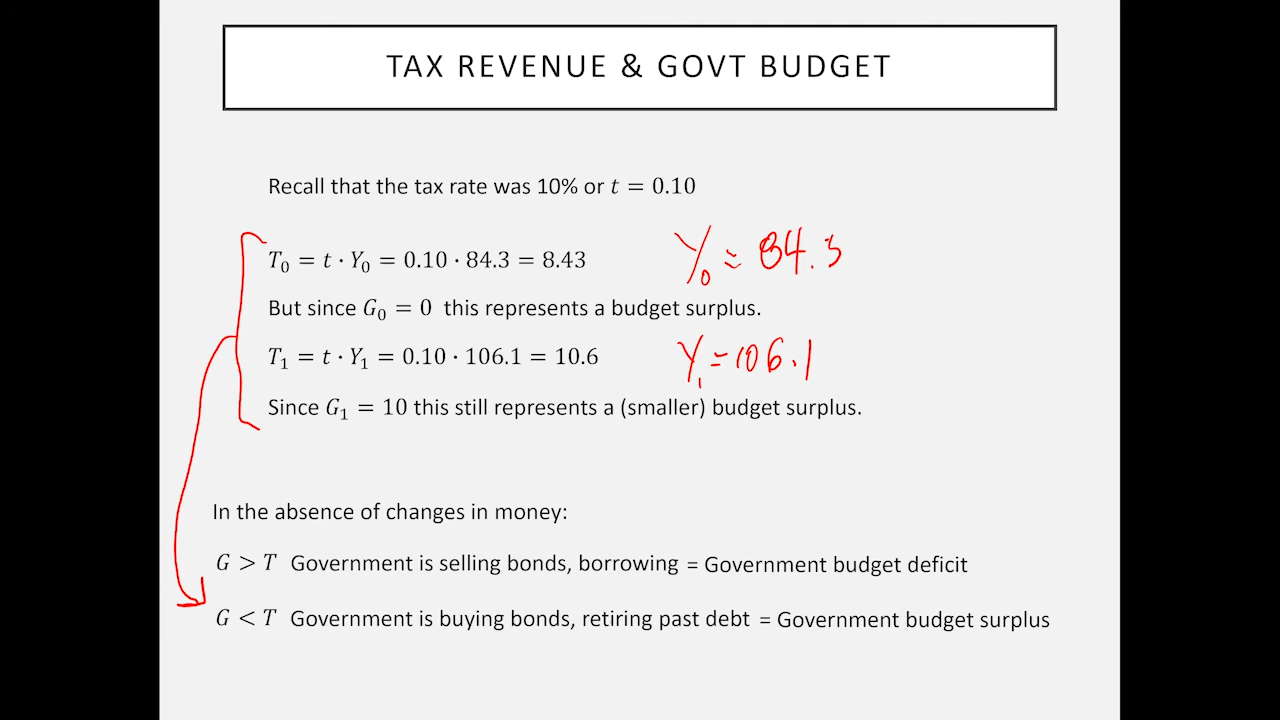 TAX REVENUE & GOVT BUDGET
Recall that the tax rate was 10% or t = 0.10
T₀ = t · Y₀ = 0.10 · 84.3 = 8.43
Y₀ ≈ 84.3
But since G₀ = 0 this represents a budget surplus.
T₁ = t · Y₁ = 0.10 · 106.1 = 10.6
Y₁ = 106.1
Since G₁ = 10 this still represents a (smaller) budget surplus.
In the absence of changes in money:
G > T Government is selling bonds, borrowing = Government budget deficit
G < T Government is buying bonds, retiring past debt = Government budget surplus